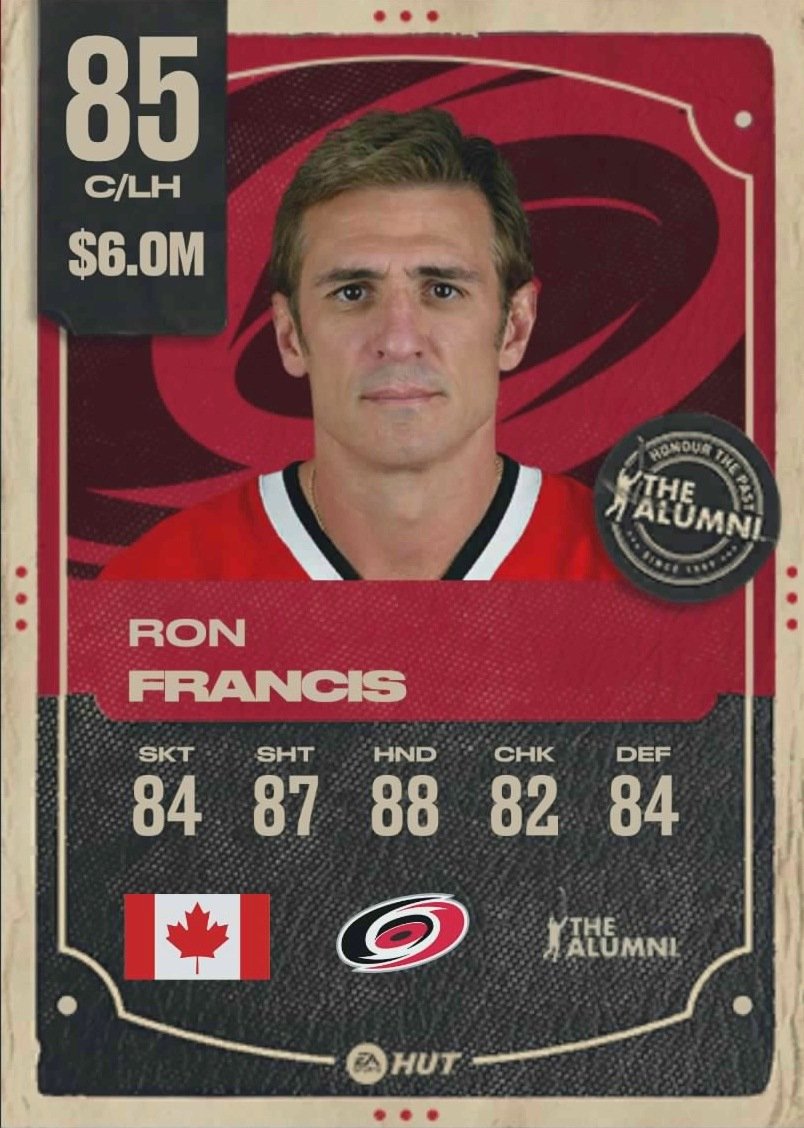 85
C/LH
$6.0M
HONOUR THE PAST
THE
ALUMNI
RON
FRANCIS
SKT SHT HND CHK DEF
84 87 88 82 84
THE
ALUMNI
EA
HUT